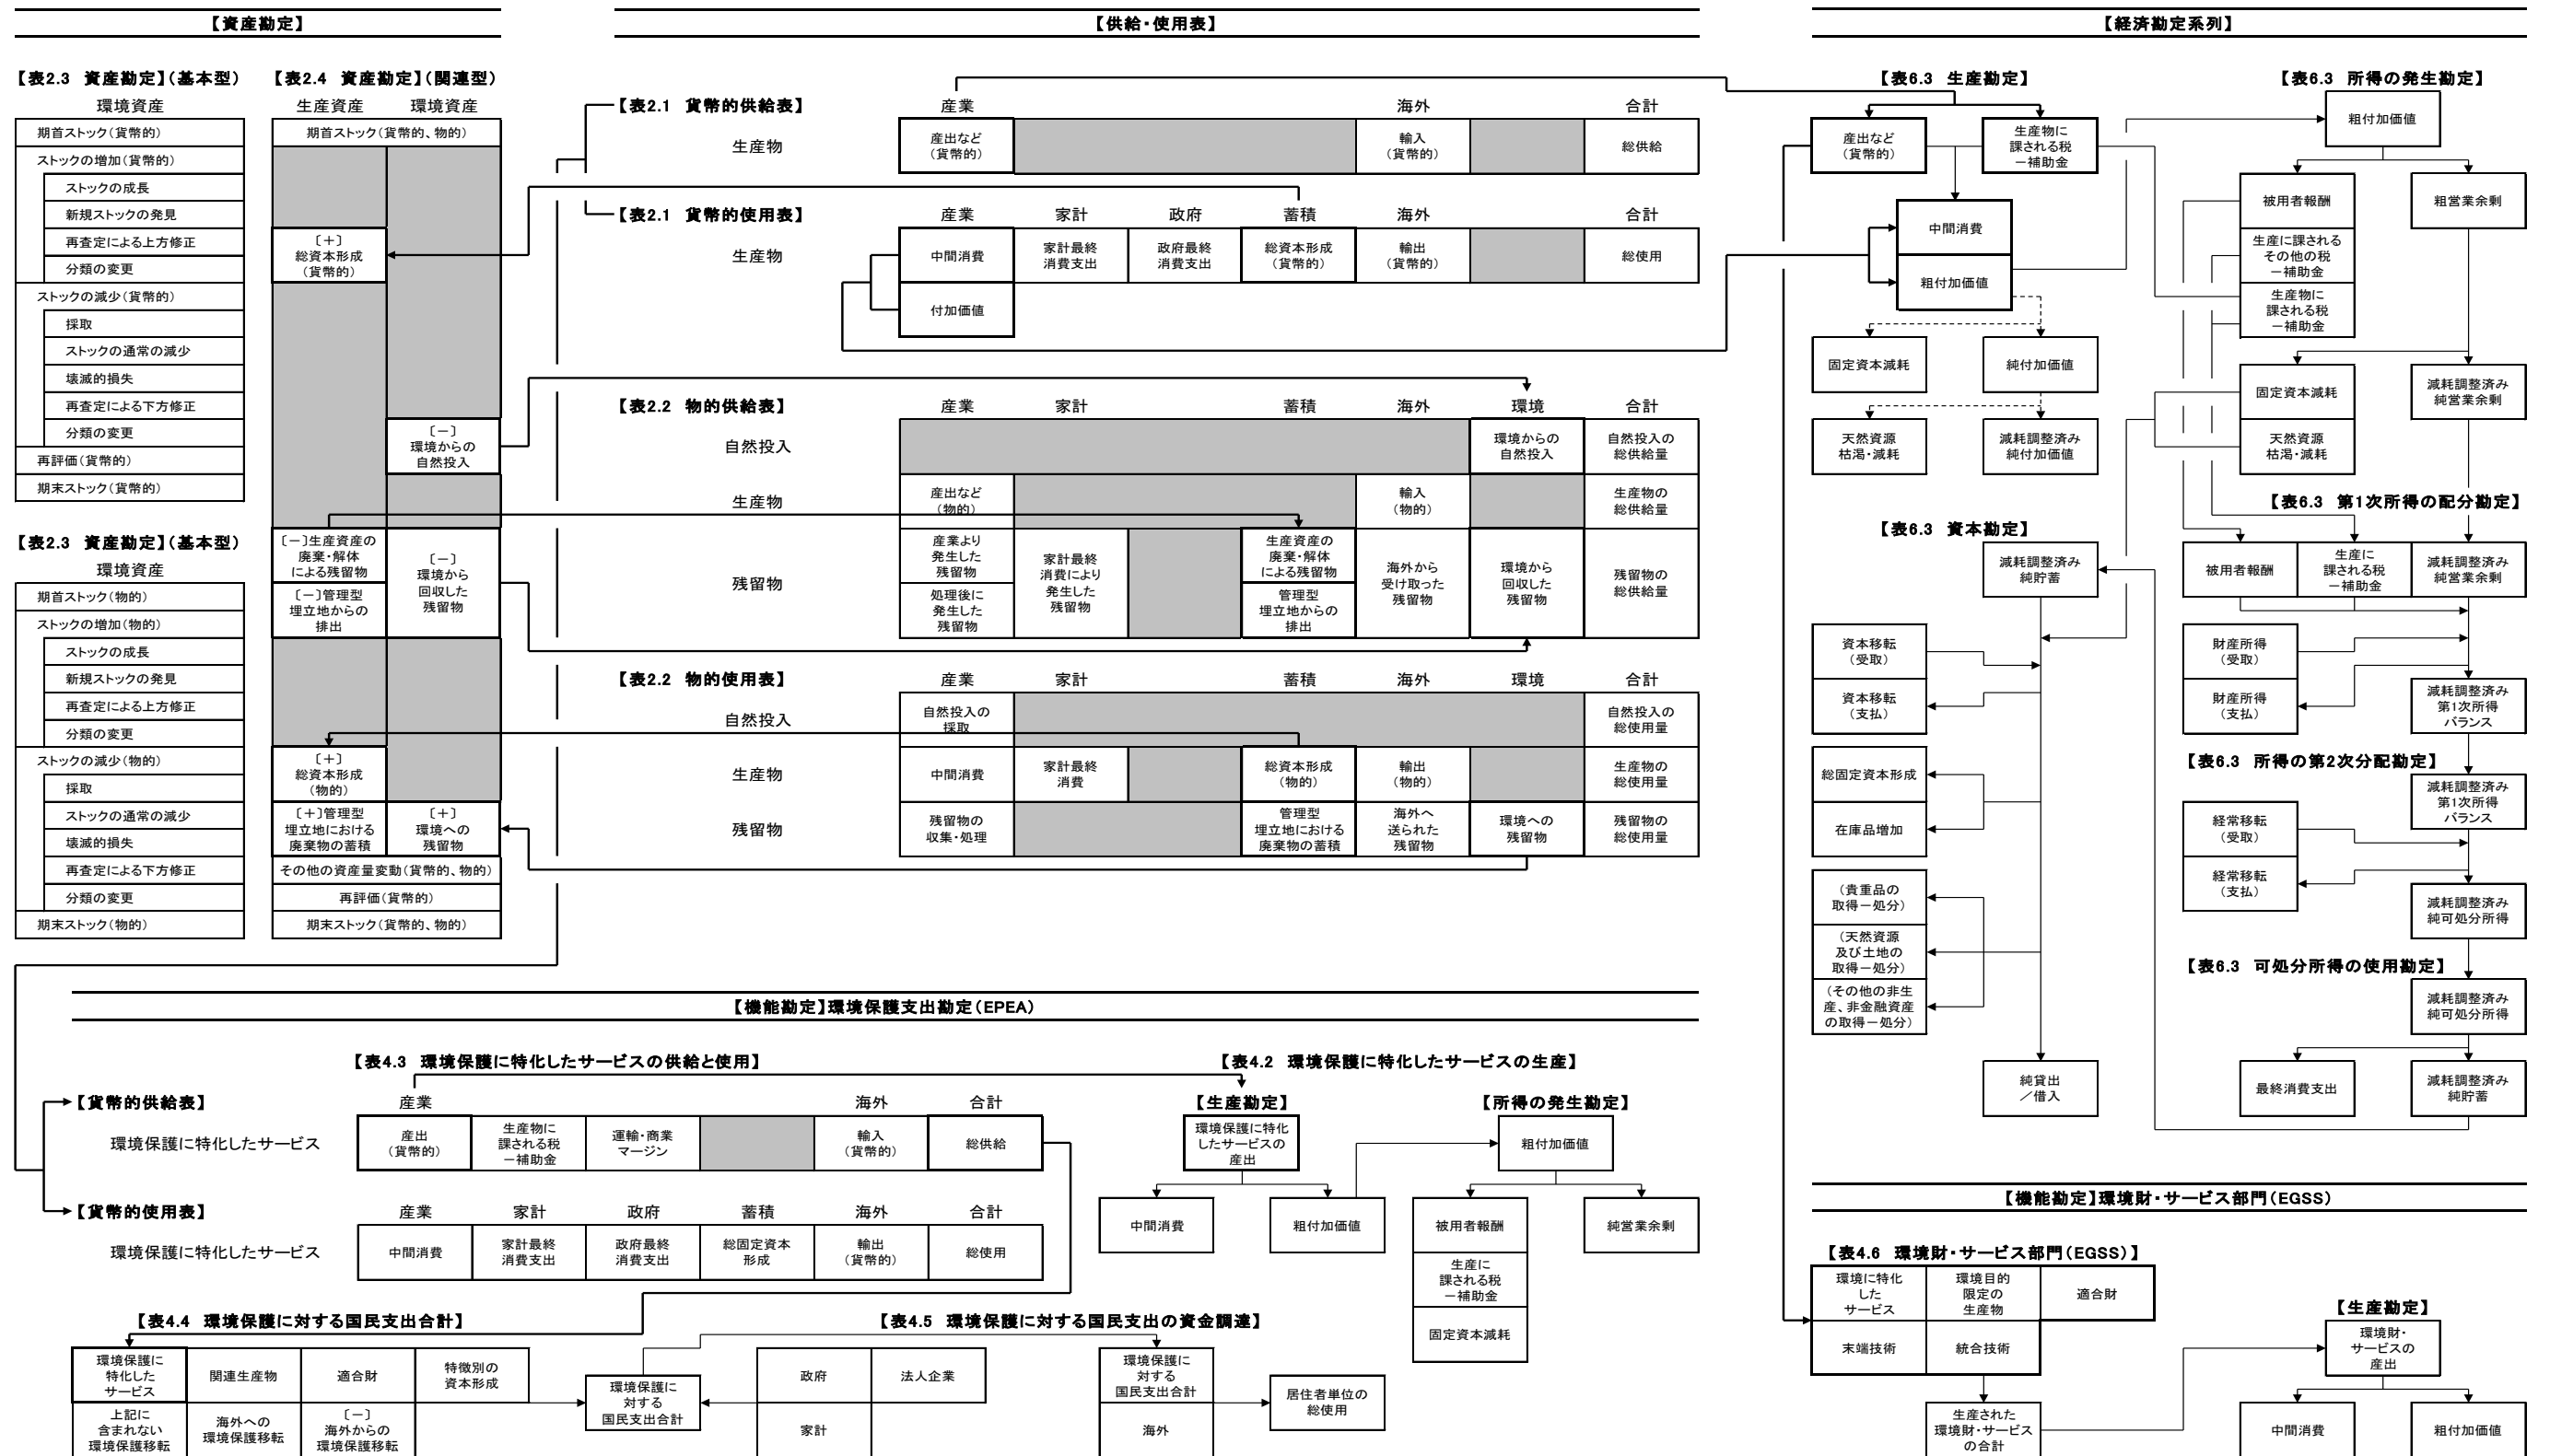 【資産勘定】
【表2.3 資産勘定】(基本型)
環境資産
期首ストック(貨幣的)
ストックの増加(貨幣的)
ストックの成長
新規ストックの発見
再査定による上方修正
分類の変更
ストックの減少(貨幣的)
採取
ストックの通常の減少
壊滅的損失
再査定による下方修正
分類の変更
再評価(貨幣的)
期末ストック(貨幣的)
【表2.3 資産勘定】(基本型)
環境資産
期首ストック(物的)
ストックの増加(物的)
ストックの成長
新規ストックの発見
再査定による上方修正
分類の変更
ストックの減少(物的)
採取
ストックの通常の減少
壊滅的損失
再査定による下方修正
分類の変更
期末ストック(物的)
【表2.4 資産勘定】(関連型)
生産資産 環境資産
期首ストック(貨幣的、物的)
〔+〕
総資本形成
(貨幣的)
〔-〕
環境からの
自然投入
〔-〕生産資産の
廃棄・解体
による残留物
〔-〕管理型
埋立地からの
排出
〔-〕
環境から
回収した
残留物
〔+〕
総資本形成
(物的)
〔+〕管理型
埋立地における
廃棄物の蓄積
〔+〕
環境への
残留物
その他の資産量変動(貨幣的、物的)
再評価(貨幣的)
期末ストック(貨幣的、物的)
【供給・使用表】
【表2.1 貨幣的供給表】 産業 海外 合計
生産物
産出など
(貨幣的)
輸入
(貨幣的)
総供給
【表2.1 貨幣的使用表】 産業 家計 政府 蓄積 海外 合計
生産物
中間消費
家計最終
消費支出
政府最終
消費支出
総資本形成
(貨幣的)
輸出
(貨幣的)
総使用
付加価値
【表2.2 物的供給表】 産業 家計 蓄積 海外 環境 合計
自然投入
環境からの
自然投入
自然投入の
総供給量
生産物
産出など
(物的)
輸入
(物的)
生産物の
総供給量
残留物
産業より
発生した
残留物
処理後に
発生した
残留物
家計最終
消費により
発生した
残留物
生産資産の
廃棄・解体
による残留物
管理型
埋立地からの
排出
海外から
受け取った
残留物
環境から
回収した
残留物
残留物の
総供給量
【表2.2 物的使用表】 産業 家計 蓄積 海外 環境 合計
自然投入
自然投入の
採取
自然投入の
総使用量
生産物
中間消費
家計最終
消費
総資本形成
(物的)
輸出
(物的)
生産物の
総使用量
残留物
残留物の
収集・処理
管理型
埋立地における
廃棄物の蓄積
海外へ
送られた
残留物
環境への
残留物
残留物の
総使用量
【経済勘定系列】
【表6.3 生産勘定】
産出など
(貨幣的)
生産物に
課される税
-補助金
中間消費
粗付加価値
固定資本減耗
純付加価値
天然資源
枯渇・減耗
減耗調整済み
純付加価値
【表6.3 資本勘定】
減耗調整済み
純貯蓄
資本移転
(受取)
資本移転
(支払)
総固定資本形成
在庫品増加
(貴重品の
取得-処分)
(天然資源
及び土地の
取得-処分)
(その他の非生
産、非金融資産
の取得-処分)
純貸出
/借入
【表6.3 所得の発生勘定】
粗付加価値
被用者報酬
粗営業余剰
生産に課される
その他の税
-補助金
生産物に
課される税
-補助金
固定資本減耗
減耗調整済み
純営業余剰
天然資源
枯渇・減耗
【表6.3 第1次所得の配分勘定】
被用者報酬
生産に
課される税
-補助金
減耗調整済み
純営業余剰
財産所得
(受取)
財産所得
(支払)
減耗調整済み
第1次所得
バランス
【表6.3 所得の第2次分配勘定】
減耗調整済み
第1次所得
バランス
経常移転
(受取)
経常移転
(支払)
減耗調整済み
純可処分所得
【表6.3 可処分所得の使用勘定】
減耗調整済み
純可処分所得
最終消費支出
減耗調整済み
純貯蓄
【機能勘定】環境保護支出勘定(EPEA)
【表4.3 環境保護に特化したサービスの供給と使用】
【貨幣的供給表】 産業 海外 合計
環境保護に特化したサービス
産出
(貨幣的)
生産物に
課される税
-補助金
運輸・商業
マージン
輸入
(貨幣的)
総供給
【貨幣的使用表】 産業 家計 政府 蓄積 海外 合計
環境保護に特化したサービス
中間消費
家計最終
消費支出
政府最終
消費支出
総固定資本
形成
輸出
(貨幣的)
総使用
【表4.2 環境保護に特化したサービスの生産】
【生産勘定】
環境保護に特化
したサービスの
産出
中間消費
粗付加価値
【所得の発生勘定】
粗付加価値
被用者報酬
純営業余剰
生産に
課される税
-補助金
固定資本減耗
【表4.4 環境保護に対する国民支出合計】
環境保護に
特化した
サービス
関連生産物
適合財
特徴別の
資本形成
上記に
含まれない
環境保護移転
海外への
環境保護移転
〔-〕
海外からの
環境保護移転
環境保護に
対する
国民支出合計
【表4.5 環境保護に対する国民支出の資金調達】
政府
法人企業
家計
環境保護に
対する
国民支出合計
海外
居住者単位の
総使用
【機能勘定】環境財・サービス部門(EGSS)
【表4.6 環境財・サービス部門(EGSS)】
環境に特化
した
サービス
環境目的
限定の
生産物
適合財
末端技術
統合技術
生産された
環境財・サービス
の合計
【生産勘定】
環境財・
サービスの
産出
中間消費
粗付加価値